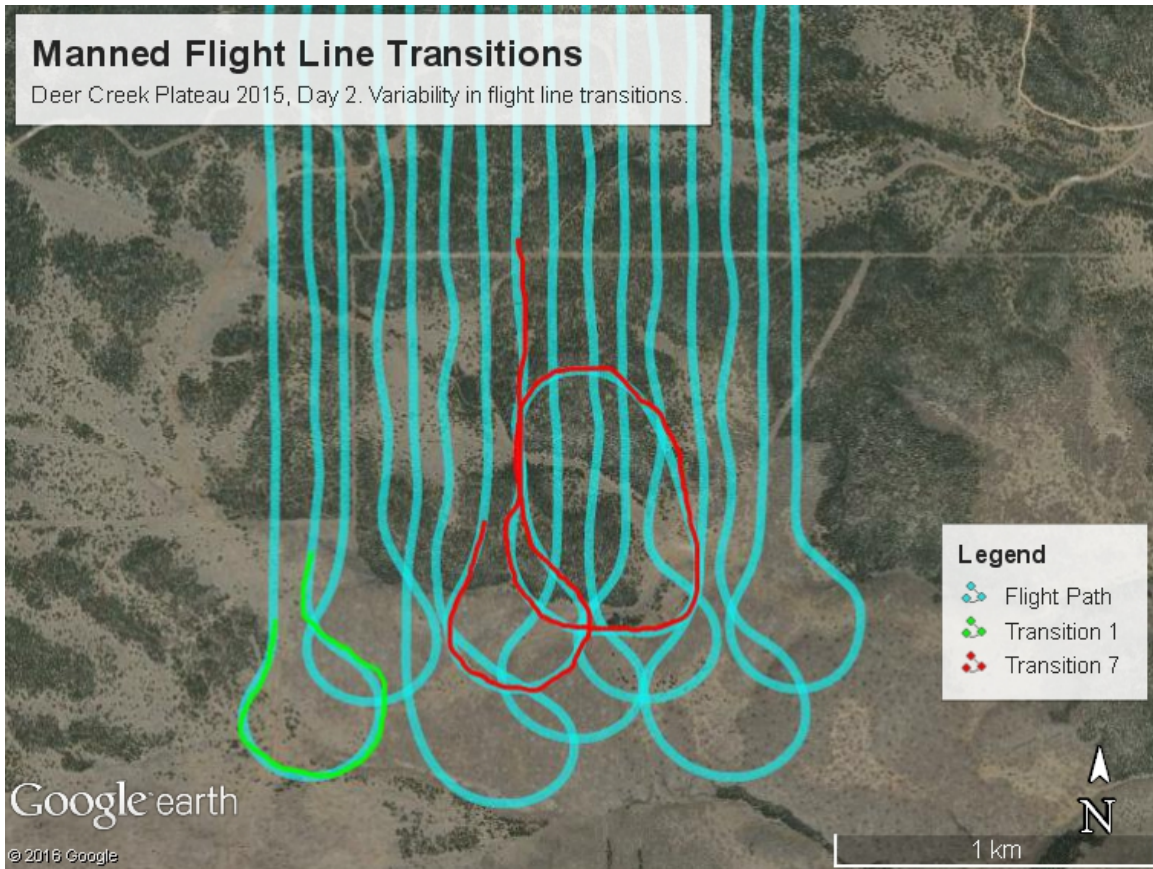 Manned Flight Line Transitions
Deer Creek Plateau 2015, Day 2. Variability in flight line transitions.
Legend
Flight Path
Transition 1
Transition 7
Google earth
N
© 2016 Google
1 km